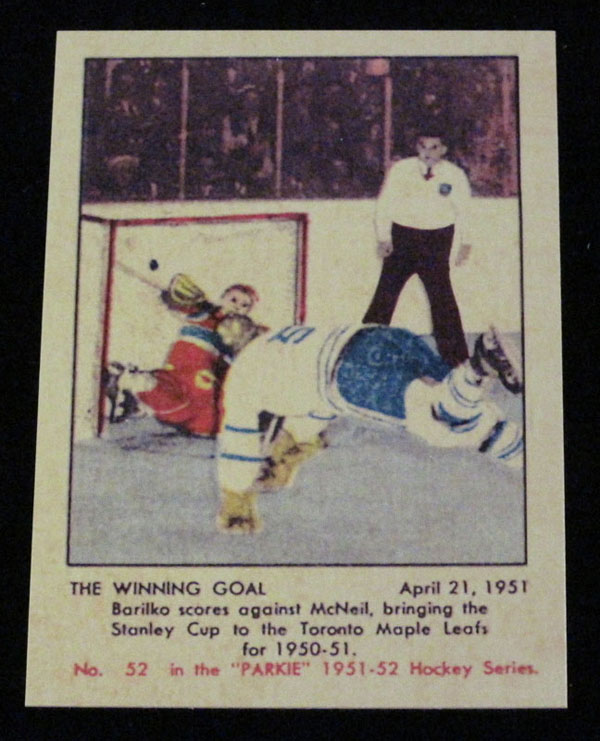 THE WINNING GOAL April 21, 1951
Barilko scores against McNeil, bringing the
Stanley Cup to the Toronto Maple Leafs
for 1950-51.
No. 52 in the "PARKIE" 1951-52 Hockey Series.